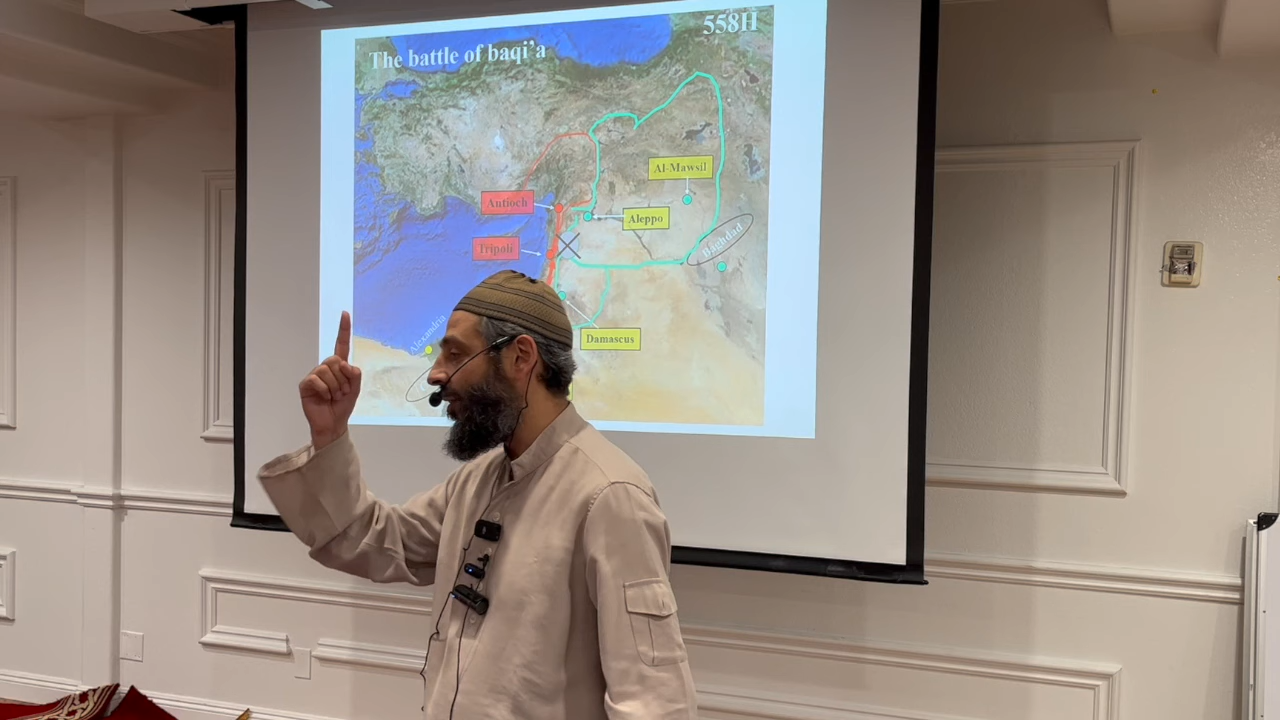 558H
The battle of baqi'a
Al-Mawsil
Antioch
Aleppo
Tripoli
Baghdad
Alexandria
Damascus